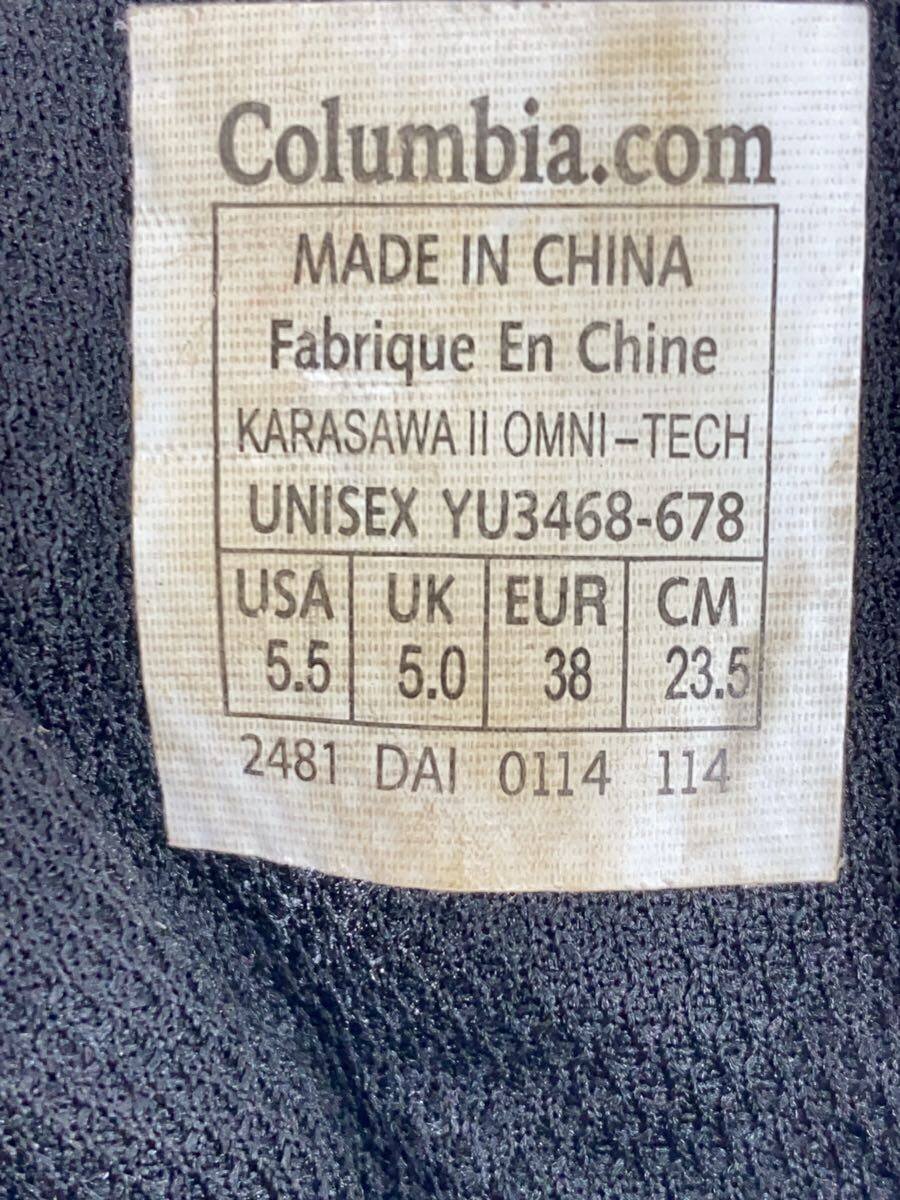 Columbia.com
MADE IN CHINA
Fabrique En Chine
KARASAWA II OMNI-TECH
UNISEX YU3468-678
USA UK EUR CM
5.5 5.0 38 23.5
2481 DAI 0114 114